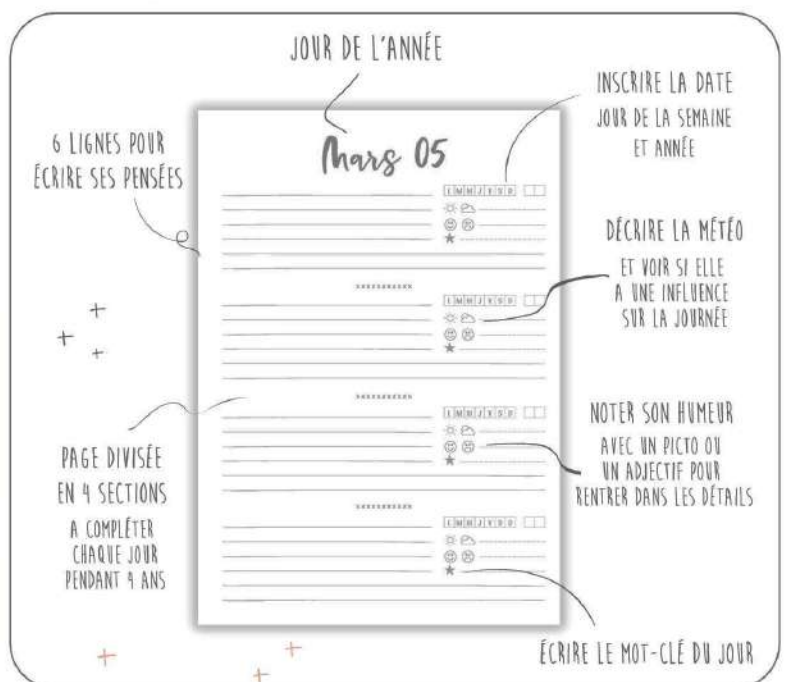 JOUR DE L'ANNÉE
INSCRIRE LA DATE
JOUR DE LA SEMAINE
ET ANNÉE
6 LIGNES POUR
ÉCRIRE SES PENSÉES
Mars 05
L M M J V S D
DÉCRIRE LA MÉTÉO
ET VOIR SI ELLE
A UNE INFLUENCE
SUR LA JOURNÉE
L M M J V S D
NOTER SON HUMEUR
AVEC UN PICTO OU
UN ADJECTIF POUR
RENTRER DANS LES DÉTAILS
L M M J V S D
PAGE DIVISÉE
EN 4 SECTIONS
A COMPLÉTER
CHAQUE JOUR
PENDANT 4 ANS
L M M J V S D
ÉCRIRE LE MOT-CLÉ DU JOUR